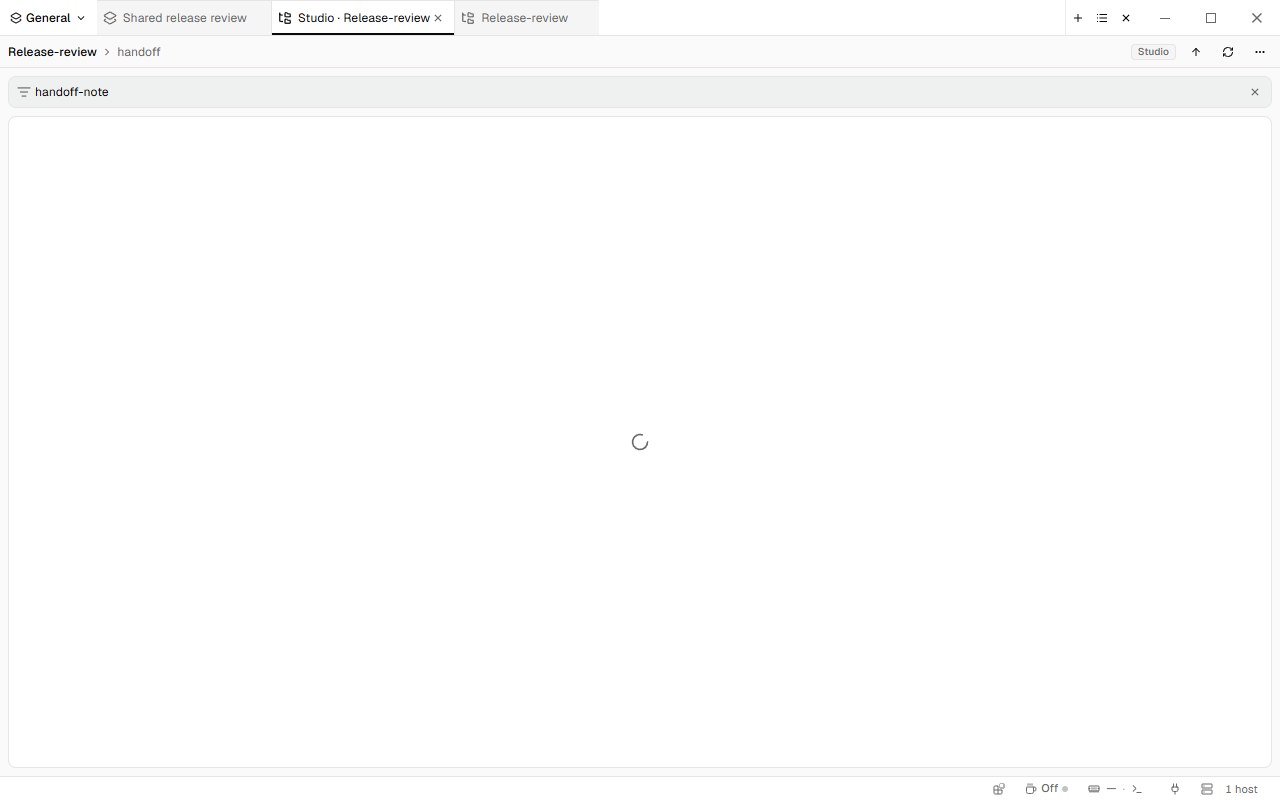 General
Shared release review
Studio · Release-review
Release-review
Release-review > handoff
Studio
handoff-note
Off
1 host